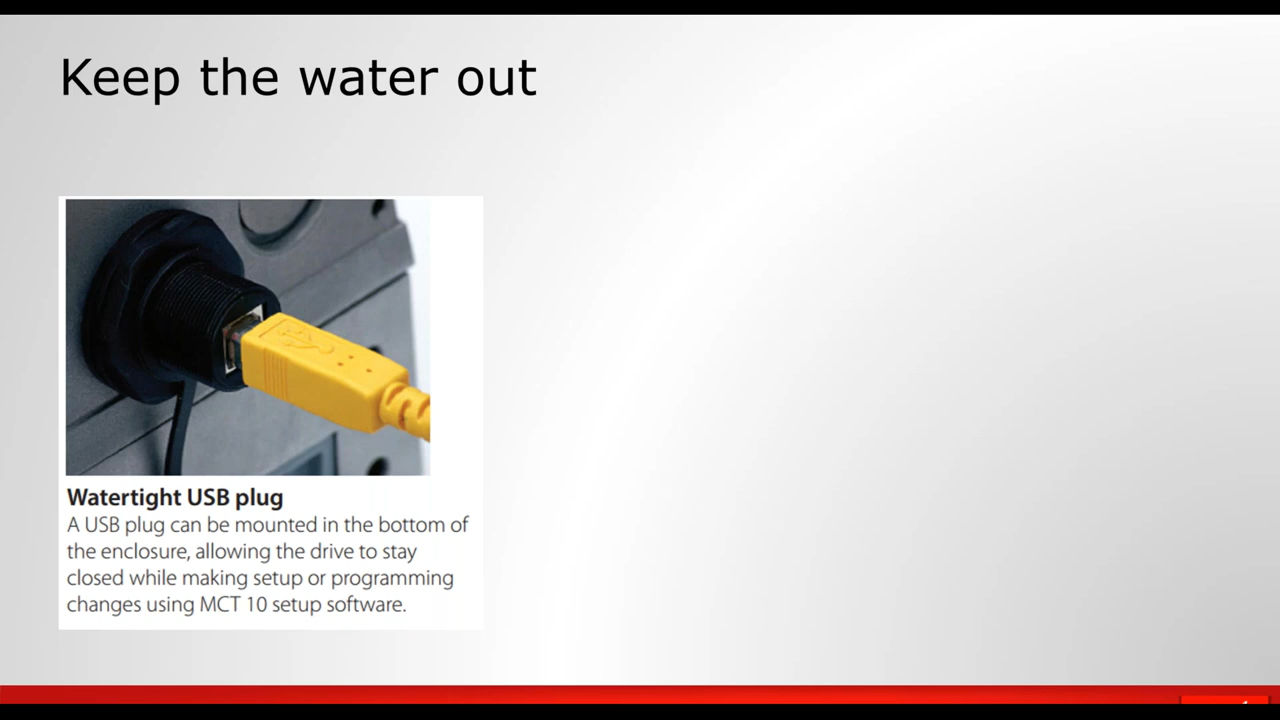 Keep the water out
Watertight USB plug
A USB plug can be mounted in the bottom of
the enclosure, allowing the drive to stay
closed while making setup or programming
changes using MCT 10 setup software.